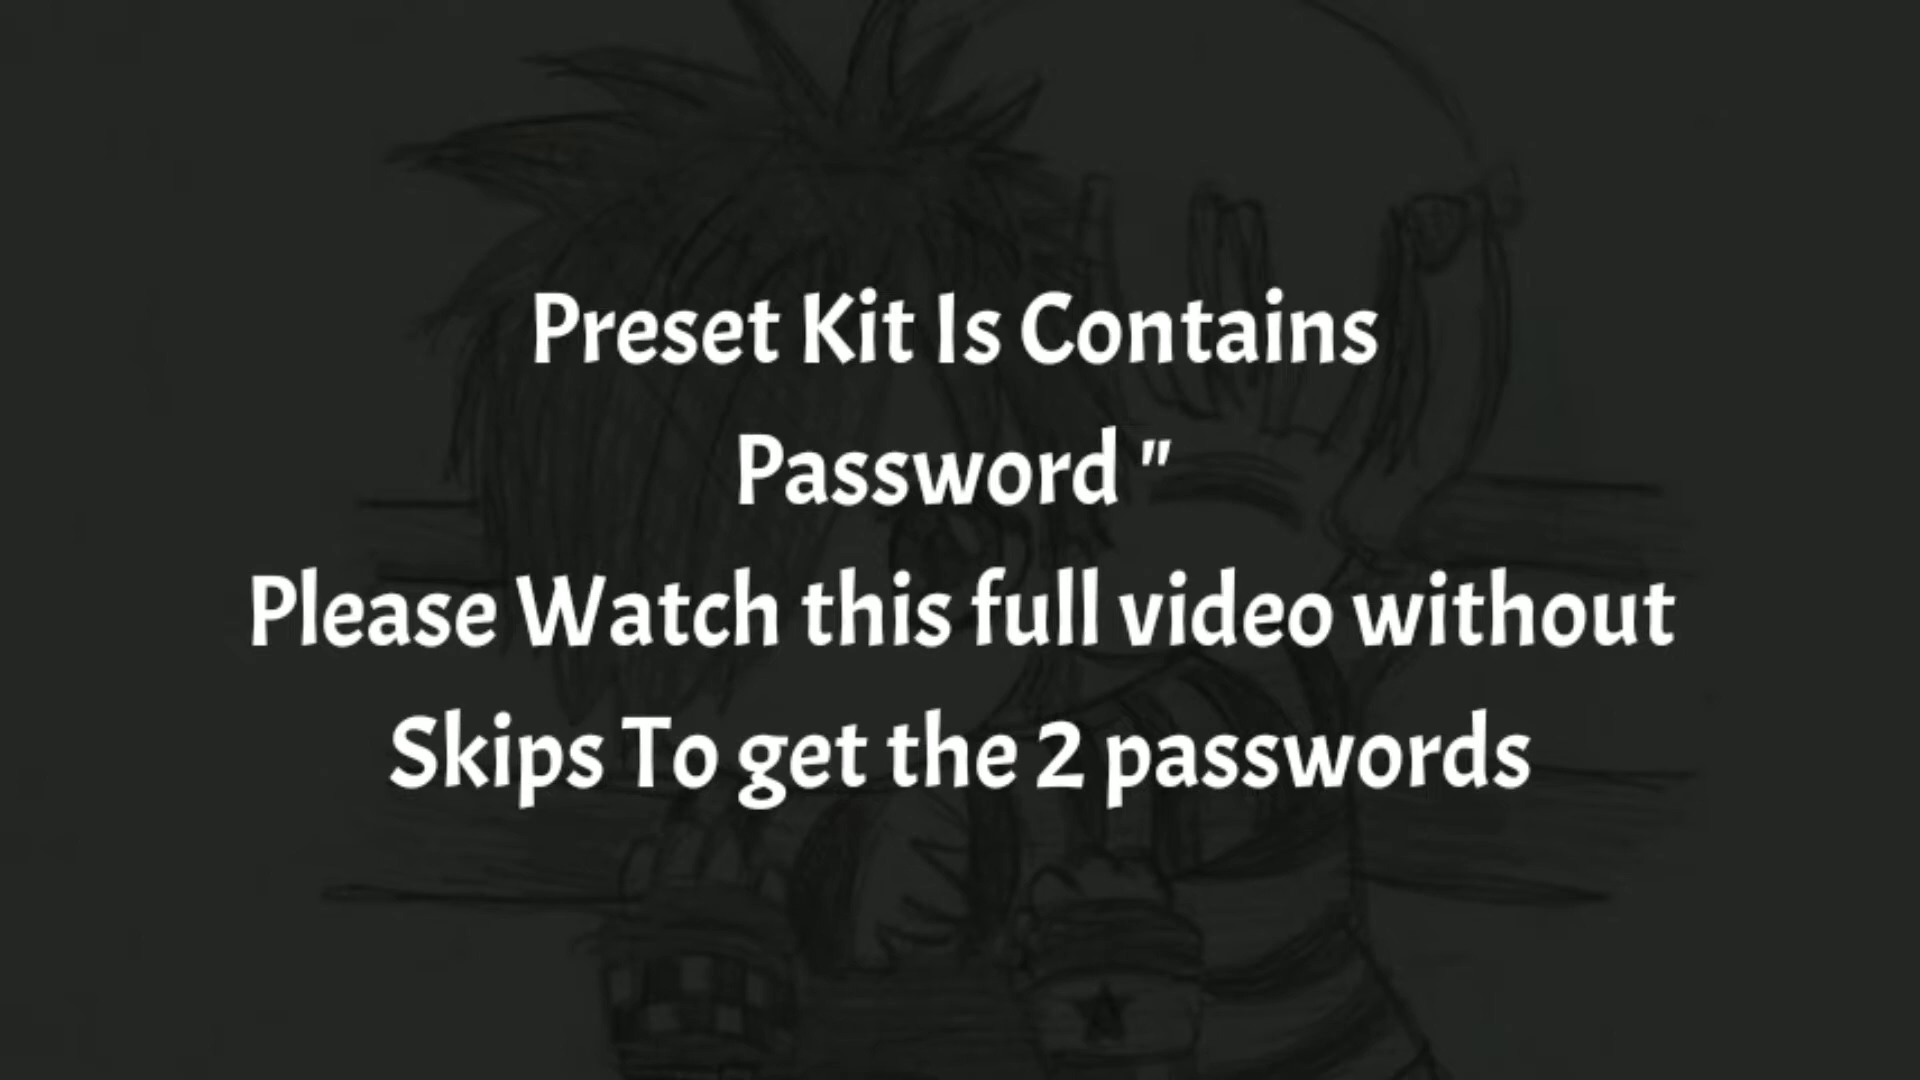 Preset Kit Is Contains
Password "
Please Watch this full video without
Skips To get the 2 passwords